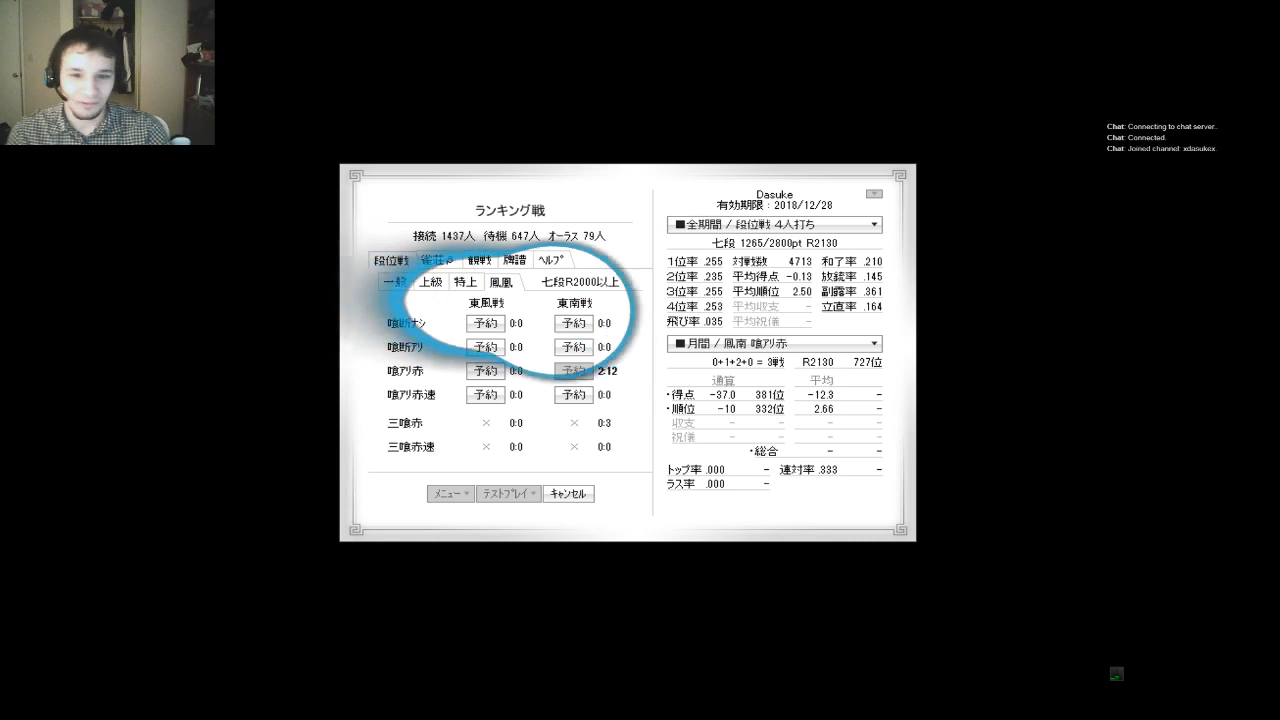 Chat: Connecting to chat server..
Chat: Connected.
Chat: Joined channel: xdasukex.
ランキング戦
接続 1437人 待機 647人 オーラス 79人
段位戦 雀荘戦 観戦 牌譜 ヘルプ
一般 上級 特上 鳳凰 七段R2000以上
東風戦 東南戦
喰断ナシ 予約 0:0 予約 0:0
喰断アリ 予約 0:0 予約 0:0
喰アリ赤 予約 0:0 予約 2:12
喰アリ赤速 予約 0:0 予約 0:0
三喰赤 × 0:0 × 0:3
三喰赤速 × 0:0 × 0:0
メニュー テストプレイ キャンセル
Dasuke
有効期限 : 2018/12/28
■全期間 / 段位戦 4人打ち
七段 1265/2800pt R2130
1位率 .255 対戦数 4713 和了率 .210
2位率 .235 平均得点 -0.13 放銃率 .145
3位率 .255 平均順位 2.50 副露率 .361
4位率 .253 平均収支 - 立直率 .164
飛び率 .035 平均祝儀 -
■月間 / 鳳南 喰アリ赤
0+1+2+0 = 3戦 R2130 727位
通算 平均
・得点 -37.0 381位 -12.3 -
・順位 -10 332位 2.66 -
収支 - - - -
祝儀 - - - -
・総合 - -
トップ率 .000 - 連対率 .333 -
ラス率 .000 -